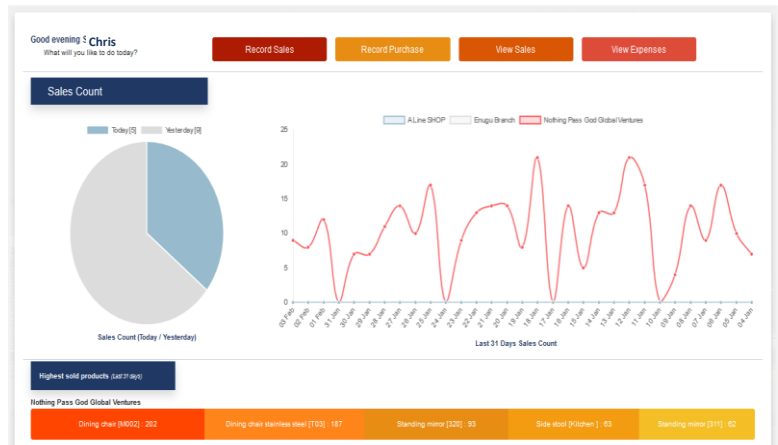 Good evening Chris
What will you like to do today?
Record Sales
Record Purchase
View Sales
View Expenses
Sales Count
Today [5] Yesterday [9]
A Line SHOP Enugu Branch Nothing Pass God Global Ventures
25
20
15
10
5
0
03 Feb 02 Feb 01 Feb 31 Jan 30 Jan 29 Jan 28 Jan 27 Jan 26 Jan 25 Jan 24 Jan 23 Jan 22 Jan 21 Jan 20 Jan 19 Jan 18 Jan 17 Jan 16 Jan 15 Jan 14 Jan 13 Jan 12 Jan 11 Jan 10 Jan 09 Jan 08 Jan 07 Jan 06 Jan 05 Jan 04 Jan
Sales Count (Today / Yesterday)
Last 31 Days Sales Count
Highest sold products (Last 31 days)
Nothing Pass God Global Ventures
Dining chair [M002] : 282
Dining chair stainless steel [T03] : 187
Standing mirror [328] : 93
Side stool [Kitchen ] : 83
Standing mirror [311] : 62